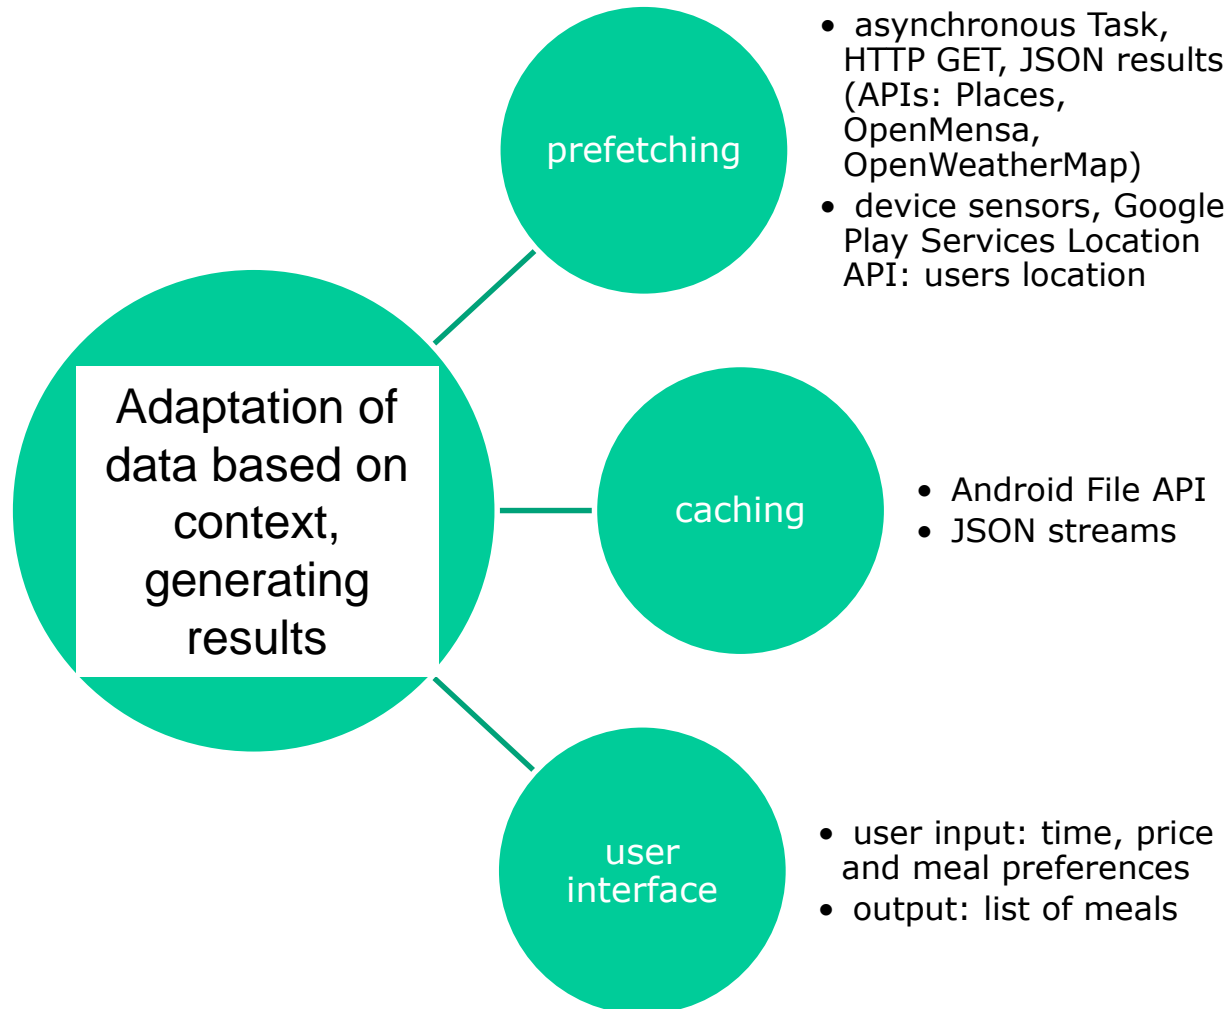 prefetching
• asynchronous Task,
HTTP GET, JSON results
(APIs: Places,
OpenMensa,
OpenWeatherMap)
• device sensors, Google
Play Services Location
API: users location
Adaptation of
data based on
context,
generating
results
caching
• Android File API
• JSON streams
user
interface
• user input: time, price
and meal preferences
• output: list of meals